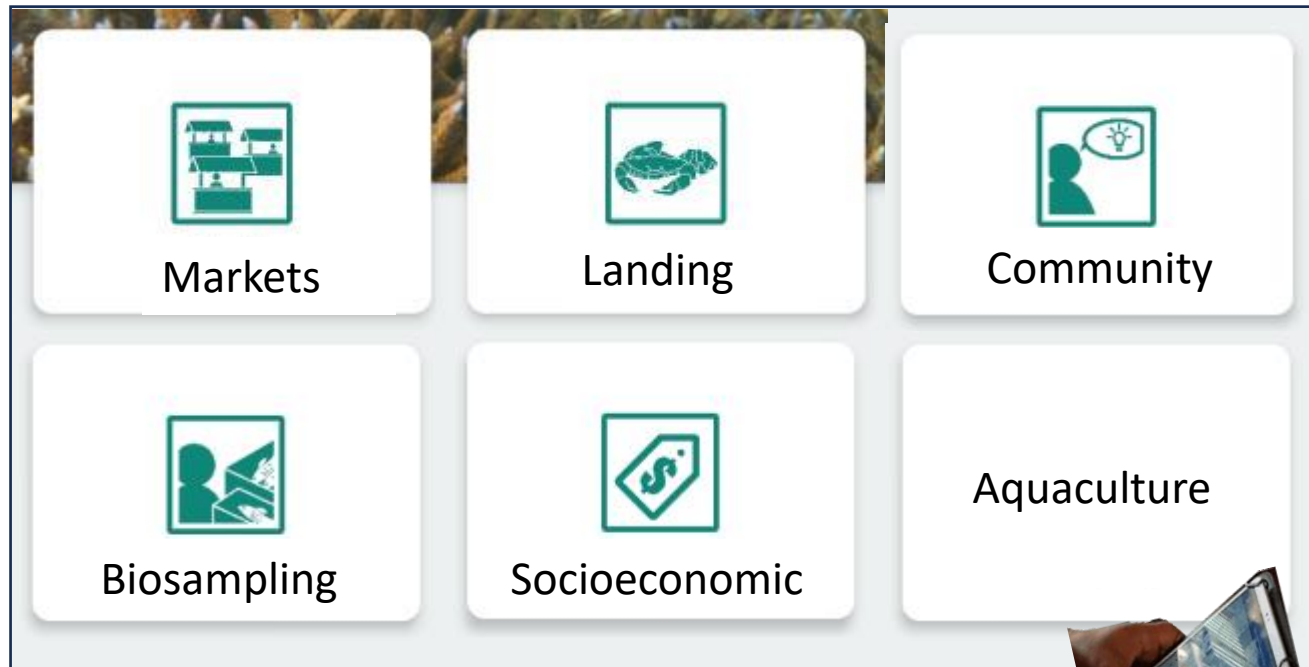 Markets
Landing
Community
Biosampling
Socioeconomic
Aquaculture